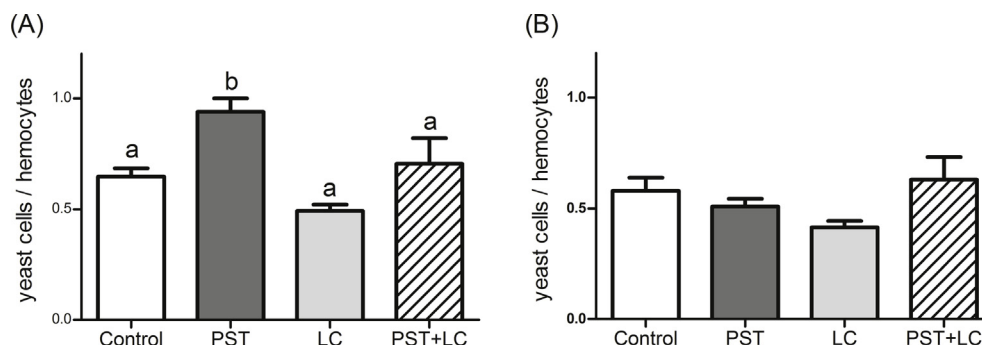 (A)
yeast cells / hemocytes
1.0
0.5
0.0
a
b
a
a
Control PST LC PST+LC
(B)
yeast cells / hemocytes
1.0
0.5
0.0
Control PST LC PST+LC